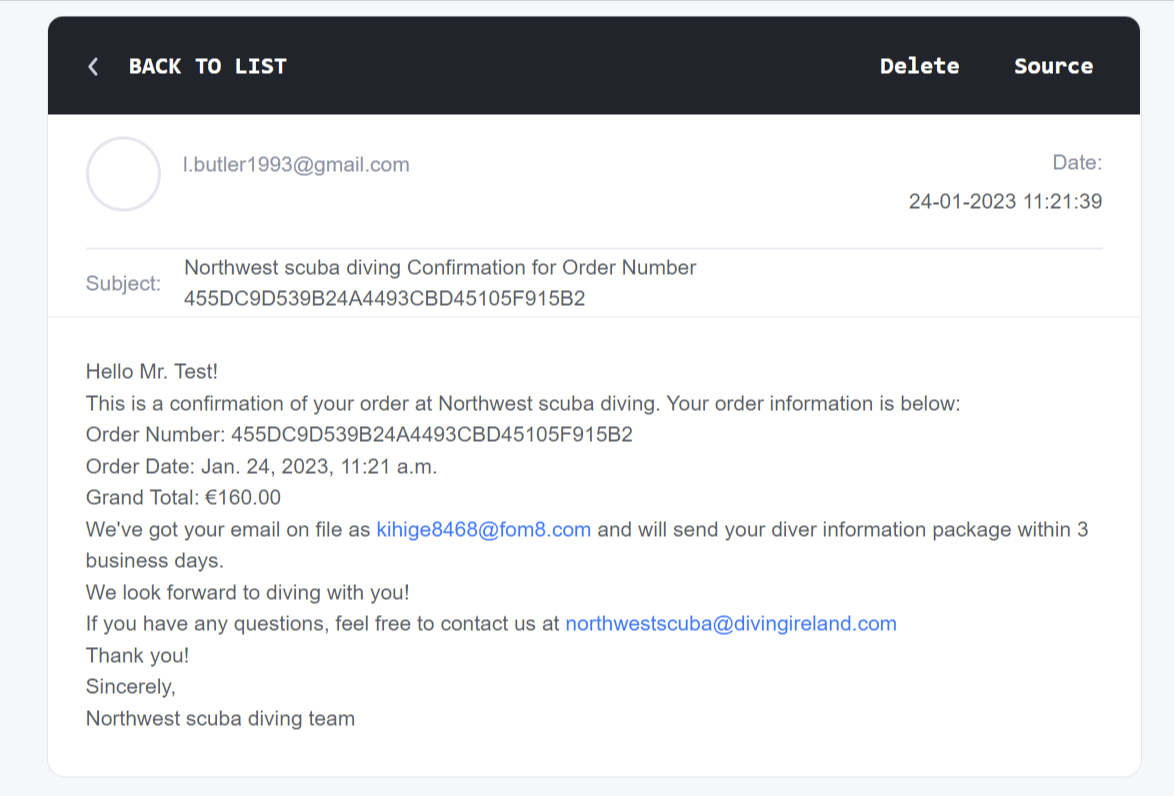 BACK TO LIST Delete Source
l.butler1993@gmail.com
Date:
24-01-2023 11:21:39
Subject:
Northwest scuba diving Confirmation for Order Number
455DC9D539B24A4493CBD45105F915B2
Hello Mr. Test!
This is a confirmation of your order at Northwest scuba diving. Your order information is below:
Order Number: 455DC9D539B24A4493CBD45105F915B2
Order Date: Jan. 24, 2023, 11:21 a.m.
Grand Total: €160.00
We've got your email on file as kihige8468@fom8.com and will send your diver information package within 3
business days.
We look forward to diving with you!
If you have any questions, feel free to contact us at northwestscuba@divingireland.com
Thank you!
Sincerely,
Northwest scuba diving team